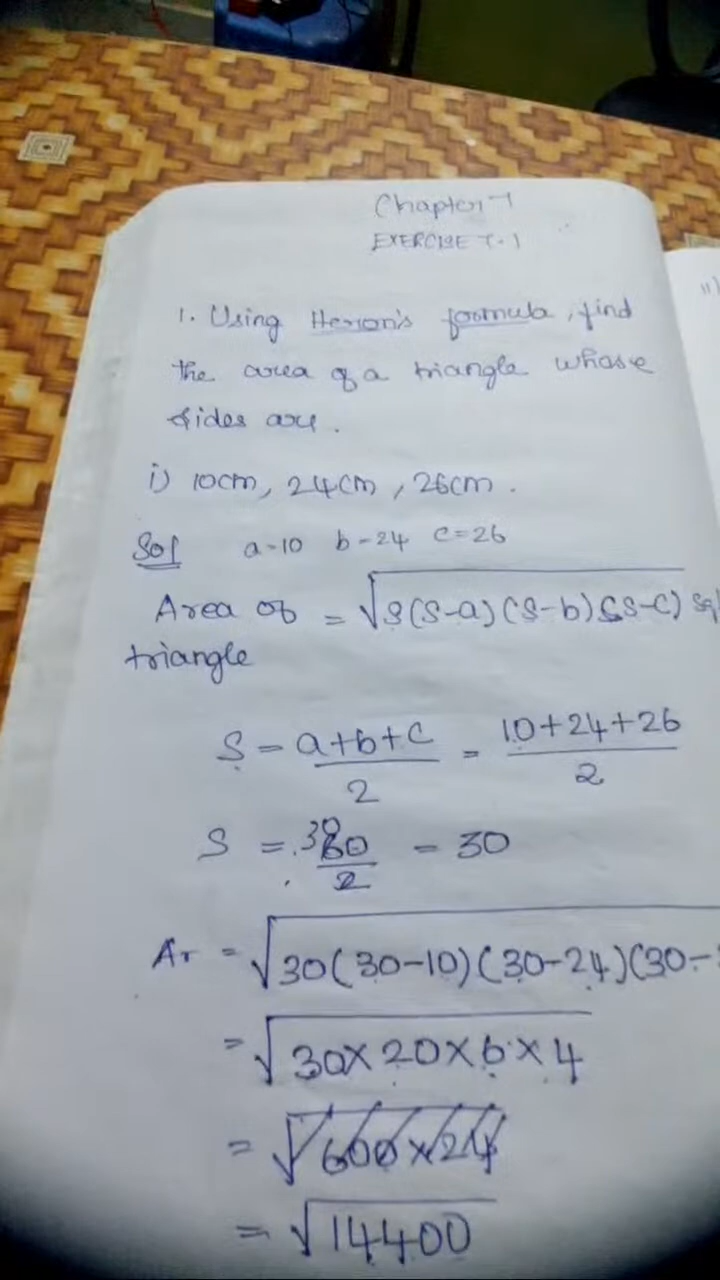 Chapter 7
EXERCISE 7.1
1. Using Heron's formula, find
the area of a triangle whose
sides are.
i) 10cm, 24cm, 26cm.
Sol a=10 b=24 c=26
Area of = √S(S-a)(S-b)(S-c) sq
triangle
S = a+b+c/2 = 10+24+26/2
S = 30 60/2 = 30
Ar = √30(30-10)(30-24)(30-
= √30×20×6×4
= √600×24
= √14400